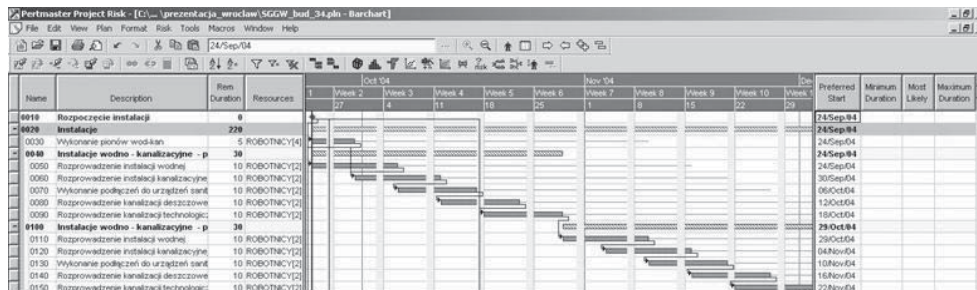 Pertmaster Project Risk - [C:\... \prezentacja_wroclaw\SGGW_bud_34.pln - Barchart]
File Edit View Plan Format Risk Tools Macros Window Help
24/Sep/04
Oct '04 Nov '04 De
Name Description Rem Duration Resources 1 Week 2 Week 3 Week 4 Week 5 Week 6 Week 7 Week 8 Week 9 Week 10 Week 1 Preferred Start Minimum Duration Most Likely Maximum Duration
27 4 11 18 25 1 8 15 22 29
0010 Rozpoczęcie instalacji 0 24/Sep/04
0020 Instalacje 220 24/Sep/04
0030 Wykonanie pionów wod-kan 5 ROBOTNICY[4] 24/Sep/04
0040 Instalacje wodno - kanalizacyjne - p 30 24/Sep/04
0050 Rozprowadzenie instalacji wodnej 10 ROBOTNICY[2] 24/Sep/04
0060 Rozprowadzenie instalacji kanalizacyjne 10 ROBOTNICY[2] 30/Sep/04
0070 Wykonanie podłączeń do urządzeń sanit 10 ROBOTNICY[2] 06/Oct/04
0080 Rozprowadzenie kanalizacji deszczowe 10 ROBOTNICY[2] 12/Oct/04
0090 Rozprowadzenie kanalizacji technologic 10 ROBOTNICY[2] 18/Oct/04
0100 Instalacje wodno - kanalizacyjne - p 30 29/Oct/04
0110 Rozprowadzenie instalacji wodnej 10 ROBOTNICY[2] 29/Oct/04
0120 Rozprowadzenie instalacji kanalizacyjne 10 ROBOTNICY[2] 04/Nov/04
0130 Wykonanie podłączeń do urządzeń sanit 10 ROBOTNICY[2] 10/Nov/04
0140 Rozprowadzenie kanalizacji deszczowe 10 ROBOTNICY[2] 16/Nov/04
0150 Rozprowadzenie kanalizacji technologic 10 ROBOTNICY[2] 22/Nov/04